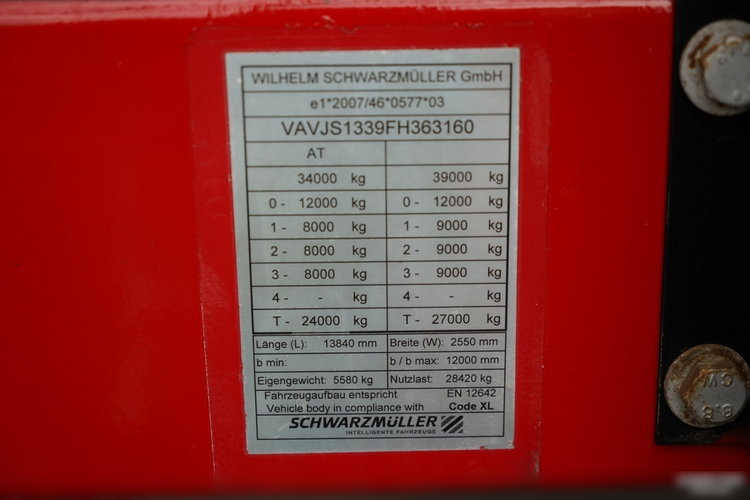 WILHELM SCHWARZMÜLLER GmbH
e1*2007/46*0577*03
VAVJS1339FH363160
AT
34000 kg 39000 kg
0 - 12000 kg 0 - 12000 kg
1 - 8000 kg 1 - 9000 kg
2 - 8000 kg 2 - 9000 kg
3 - 8000 kg 3 - 9000 kg
4 - - kg 4 - - kg
T - 24000 kg T - 27000 kg
Länge (L): 13840 mm Breite (W): 2550 mm
b min: b / b max: 12000 mm
Eigengewicht: 5580 kg Nutzlast: 28420 kg
Fahrzeugaufbau entspricht EN 12642
Vehicle body in compliance with Code XL
SCHWARZMÜLLER
INTELLIGENTE FAHRZEUGE
8.8